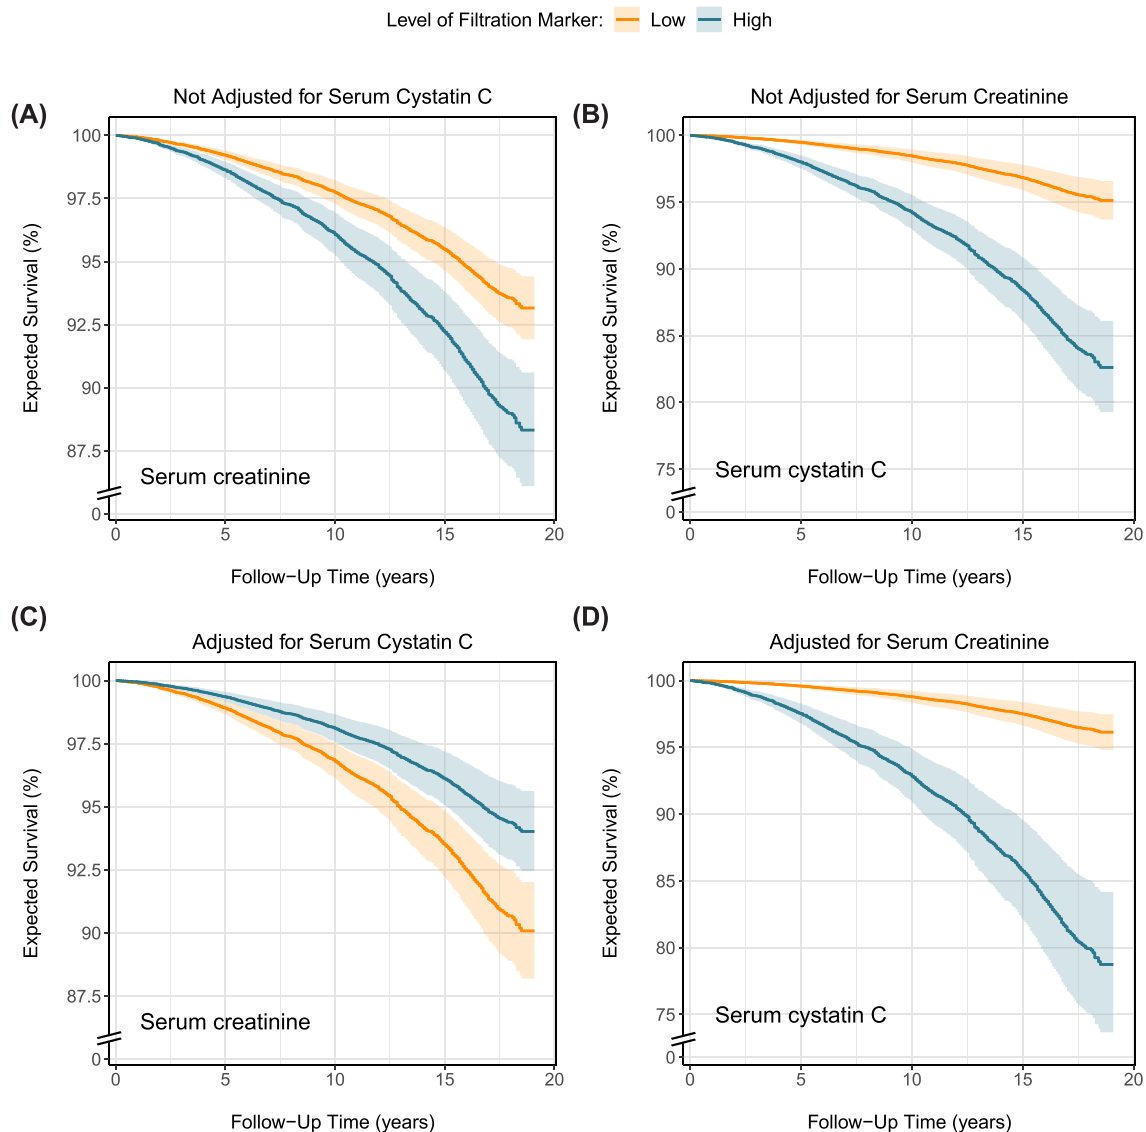 Level of Filtration Marker: Low High
(A)
Not Adjusted for Serum Cystatin C
Expected Survival (%)
100
97.5
95
92.5
90
87.5
0
Serum creatinine
0 5 10 15 20
Follow−Up Time (years)
(B)
Not Adjusted for Serum Creatinine
Expected Survival (%)
100
95
90
85
80
75
0
Serum cystatin C
0 5 10 15 20
Follow−Up Time (years)
(C)
Adjusted for Serum Cystatin C
Expected Survival (%)
100
97.5
95
92.5
90
87.5
0
Serum creatinine
0 5 10 15 20
Follow−Up Time (years)
(D)
Adjusted for Serum Creatinine
Expected Survival (%)
100
95
90
85
80
75
0
Serum cystatin C
0 5 10 15 20
Follow−Up Time (years)